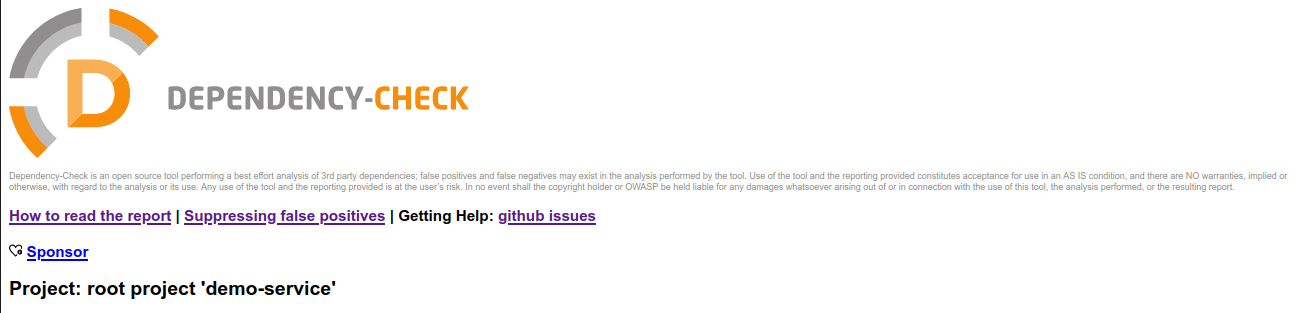 DEPENDENCY-CHECK
Dependency-Check is an open source tool performing a best effort analysis of 3rd party dependencies; false positives and false negatives may exist in the analysis performed by the tool. Use of the tool and the reporting provided constitutes acceptance for use in an AS IS condition, and there are NO warranties, implied or
otherwise, with regard to the analysis or its use. Any use of the tool and the reporting provided is at the user's risk. In no event shall the copyright holder or OWASP be held liable for any damages whatsoever arising out of or in connection with the use of this tool, the analysis performed, or the resulting report.
How to read the report | Suppressing false positives | Getting Help: github issues
Sponsor
Project: root project 'demo-service'